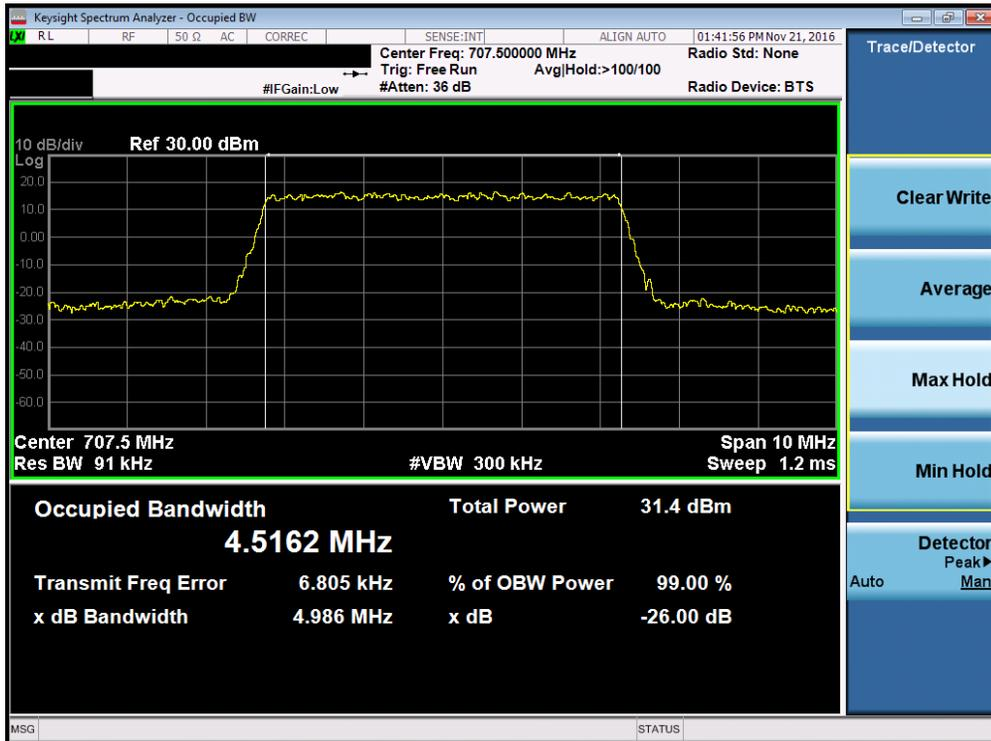 Keysight Spectrum Analyzer - Occupied BW
LXI RL RF 50 Ω AC CORREC SENSE:INT ALIGN AUTO 01:41:56 PM Nov 21, 2016
Center Freq: 707.500000 MHz Radio Std: None
Trig: Free Run Avg|Hold:>100/100
#IFGain:Low #Atten: 36 dB Radio Device: BTS
10 dB/div Ref 30.00 dBm
Log
20.0
10.0
0.00
-10.0
-20.0
-30.0
-40.0
-50.0
-60.0
Center 707.5 MHz Span 10 MHz
Res BW 91 kHz #VBW 300 kHz Sweep 1.2 ms
Occupied Bandwidth Total Power 31.4 dBm
4.5162 MHz
Transmit Freq Error 6.805 kHz % of OBW Power 99.00 %
x dB Bandwidth 4.986 MHz x dB -26.00 dB
MSG STATUS
Trace/Detector
Clear Write
Average
Max Hold
Min Hold
Detector
Peak▶
Auto Man